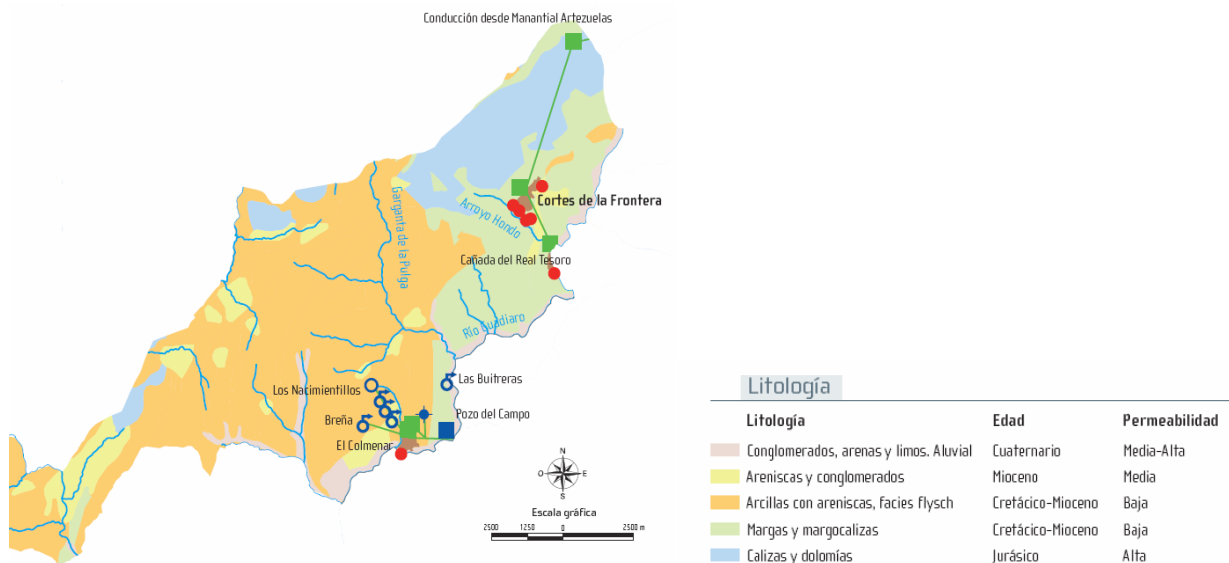 Conducción desde Manantial Artezuelas
Cortes de la Frontera
Arroyo Hondo
Garganta de la Pulga
Cañada del Real Tesoro
Río Guadiaro
Las Buitreras
Los Nacimientillos
Breña
Pozo del Campo
El Colmenar
N
O E
S
Escala gráfica
2500 1250 0 2500 m
Litología
Litología Edad Permeabilidad
Conglomerados, arenas y limos. Aluvial Cuaternario Media-Alta
Areniscas y conglomerados Mioceno Media
Arcillas con areniscas, facies flysch Cretácico-Mioceno Baja
Margas y margocalizas Cretácico-Mioceno Baja
Calizas y dolomías Jurásico Alta